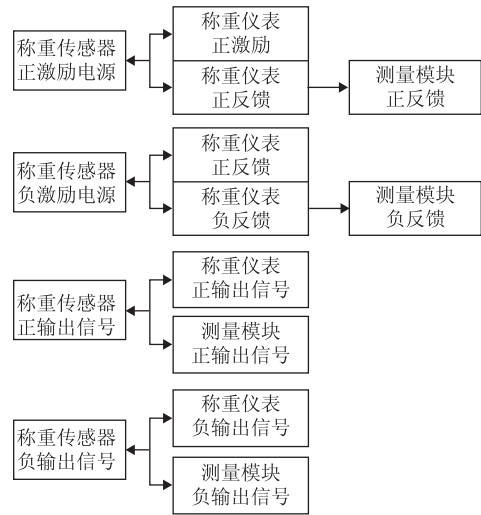 称重传感器
正激励电源
称重仪表
正激励
称重仪表
正反馈
测量模块
正反馈
称重传感器
负激励电源
称重仪表
正反馈
称重仪表
负反馈
测量模块
负反馈
称重传感器
正输出信号
称重仪表
正输出信号
测量模块
正输出信号
称重传感器
负输出信号
称重仪表
负输出信号
测量模块
负输出信号